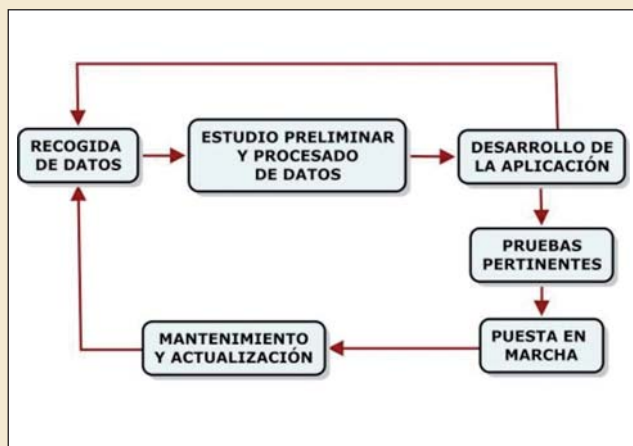 RECOGIDA
DE DATOS
ESTUDIO PRELIMINAR
Y PROCESADO
DE DATOS
DESARROLLO DE
LA APLICACIÓN
PRUEBAS
PERTINENTES
PUESTA EN
MARCHA
MANTENIMIENTO
Y ACTUALIZACIÓN